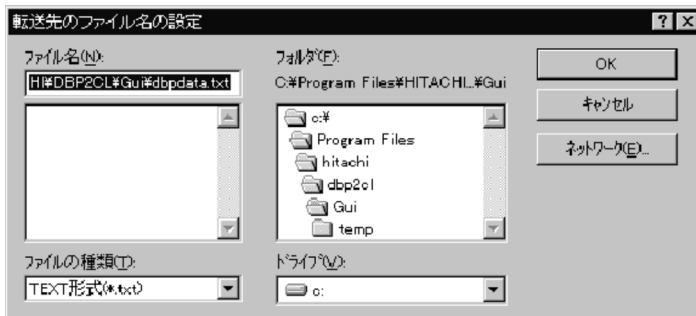 転送先のファイル名の設定
ファイル名(N):
HI¥DBP2CL¥Gui¥dbpdata.txt
フォルダ(F):
C:¥Program Files¥HITACHI...¥Gui
c:¥
Program Files
hitachi
dbp2cl
Gui
temp
ファイルの種類(T):
TEXT形式(*.txt)
ドライブ(V):
c:
OK
キャンセル
ネットワーク(E)...